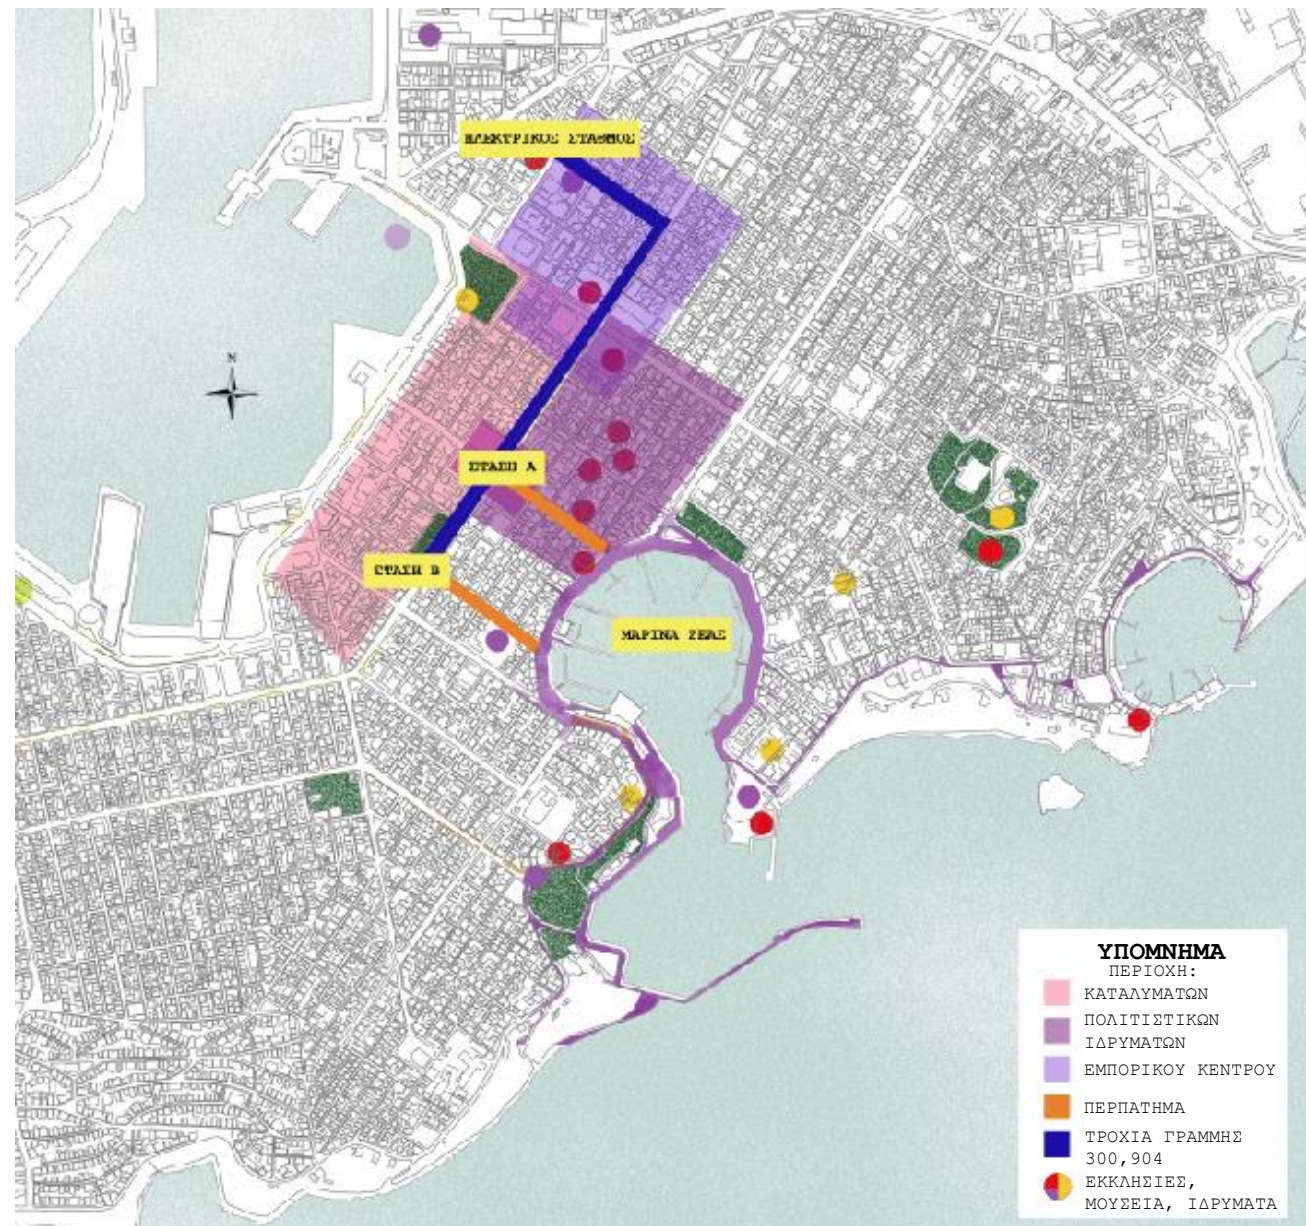 ΗΛΕΚΤΡΙΚΟΣ ΣΤΑΘΜΟΣ
N
ΣΤΑΣΗ Α
ΣΤΑΣΗ Β
ΜΑΡΙΝΑ ΖΕΑΣ
ΥΠΟΜΝΗΜΑ
ΠΕΡΙΟΧΗ:
ΚΑΤΑΛΥΜΑΤΩΝ
ΠΟΛΙΤΙΣΤΙΚΩΝ
ΙΔΡΥΜΑΤΩΝ
ΕΜΠΟΡΙΚΟΥ ΚΕΝΤΡΟΥ
ΠΕΡΠΑΤΗΜΑ
ΤΡΟΧΙΑ ΓΡΑΜΜΗΣ
300,904
ΕΚΚΛΗΣΙΕΣ,
ΜΟΥΣΕΙΑ, ΙΔΡΥΜΑΤΑ